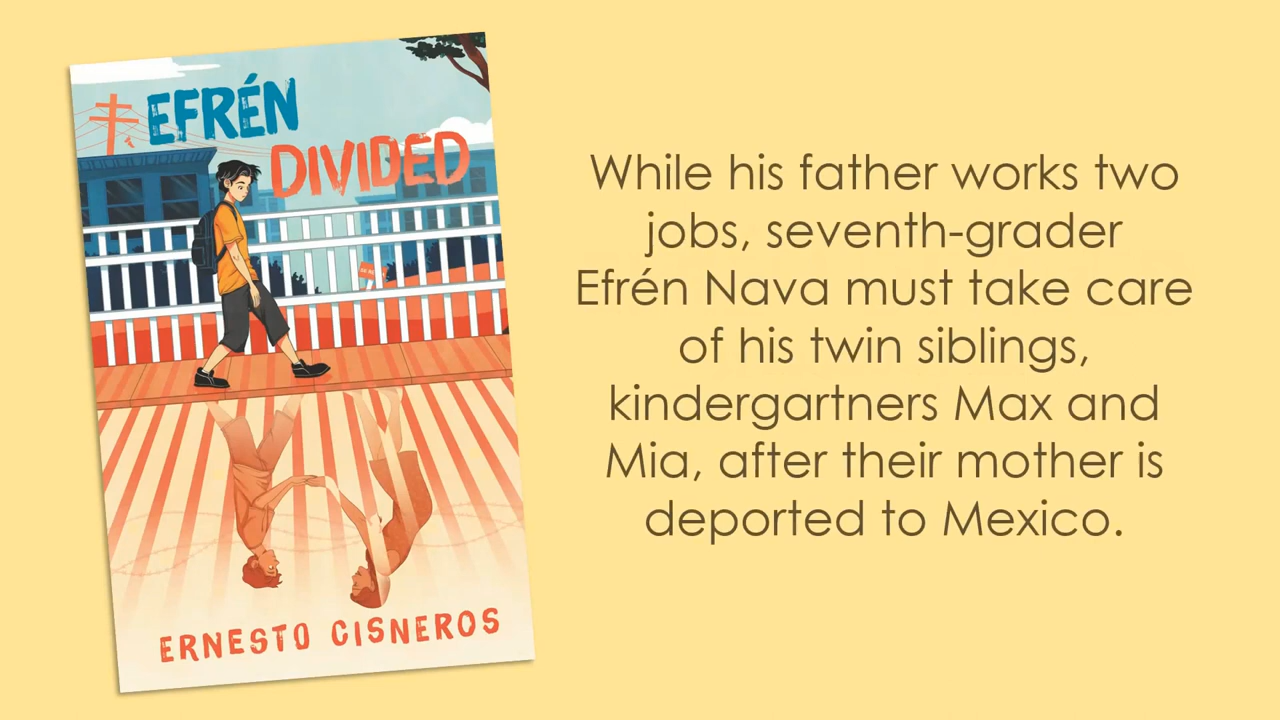 EFRÉN
DIVIDED
ERNESTO CISNEROS
While his father works two
jobs, seventh-grader
Efrén Nava must take care
of his twin siblings,
kindergartners Max and
Mia, after their mother is
deported to Mexico.